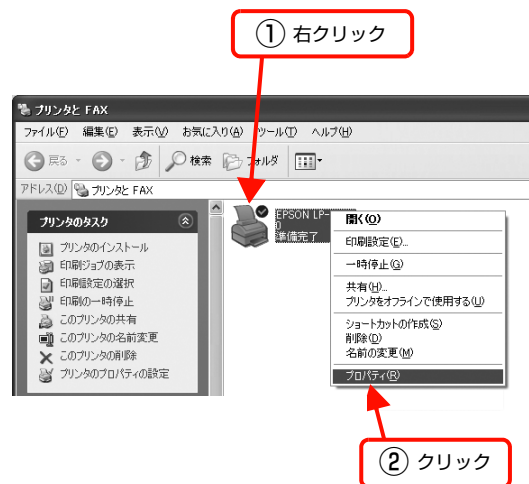 ① 右クリック
プリンタと FAX
ファイル(F) 編集(E) 表示(V) お気に入り(A) ツール(T) ヘルプ(H)
戻る 検索 フォルダ
アドレス(D) プリンタと FAX
プリンタのタスク
プリンタのインストール
印刷ジョブの表示
印刷設定の選択
印刷の一時停止
このプリンタの共有
このプリンタの名前変更
このプリンタの削除
プリンタのプロパティの設定
EPSON LP-
0
準備完了
開く(O)
印刷設定(E)...
一時停止(G)
共有(H)...
プリンタをオフラインで使用する(U)
ショートカットの作成(S)
削除(D)
名前の変更(M)
プロパティ(R)
② クリック